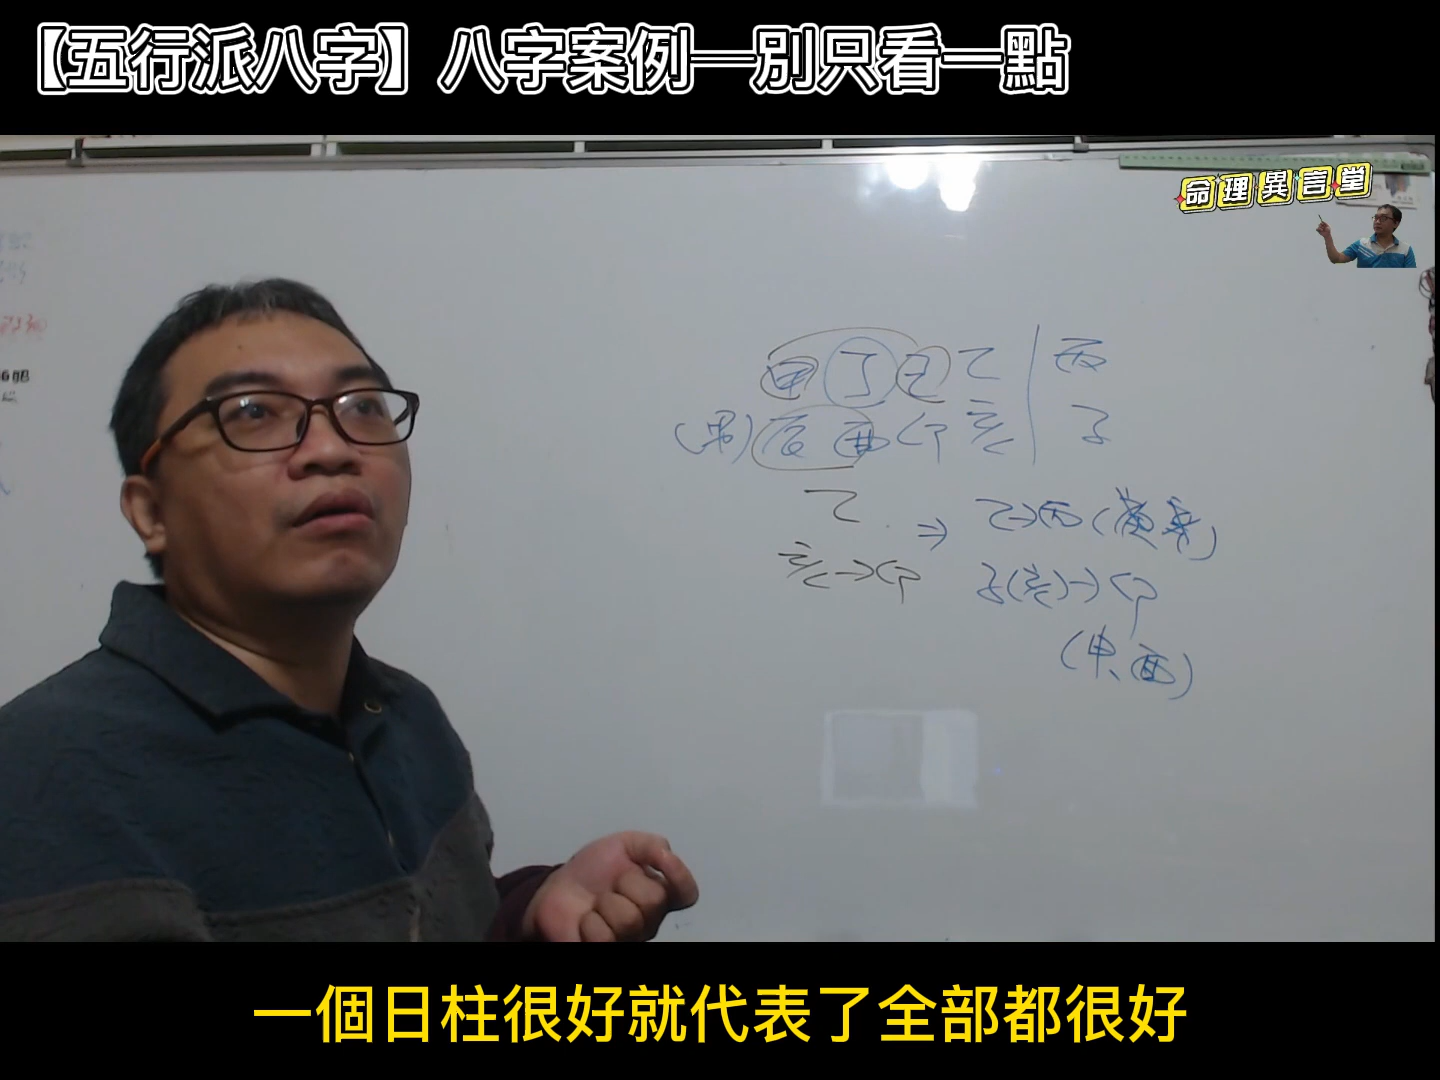 【五行派八字】八字案例—別只看一點
命理異言堂
甲丁己乙 丙
(男)辰酉卯亥 子
乙
⇒ 乙→丙(
亥→卯
子(亥)→卯
(申、酉)
一個日柱很好就代表了全部都很好